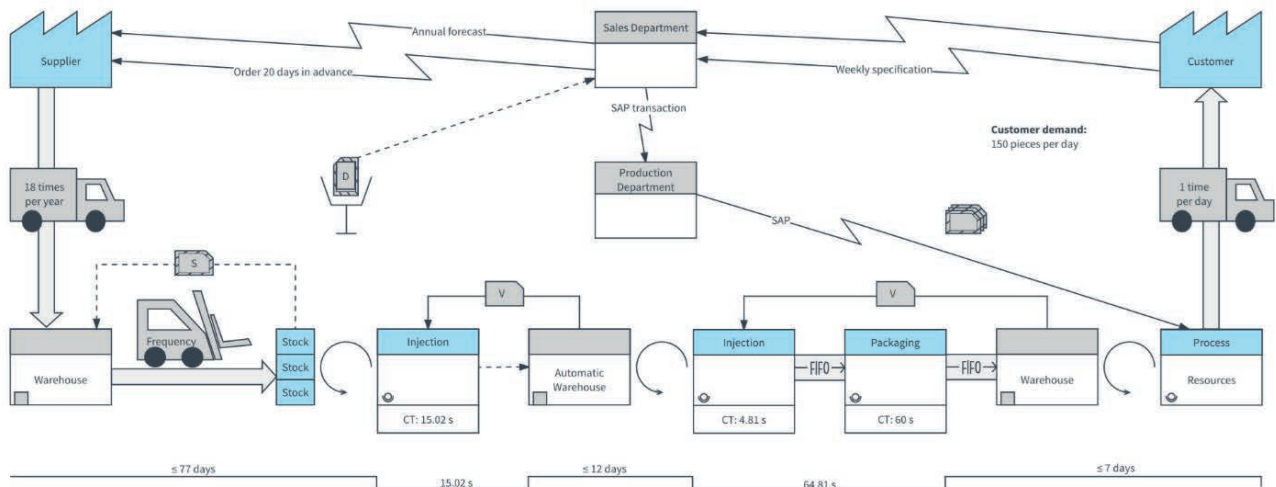 Supplier
Annual forecast
Order 20 days in advance
Sales Department
Weekly specification
Customer
SAP transaction
Customer demand:
150 pieces per day
18 times
per year
D
Production
Department
SAP
1 time
per day
S
V
V
Frequency
Warehouse
Stock
Stock
Stock
Injection
CT: 15.02 s
Automatic
Warehouse
Injection
CT: 4.81 s
FIFO
Packaging
CT: 60 s
FIFO
Warehouse
Process
Resources
≤ 77 days
15.02 s
≤ 12 days
64.81 s
≤ 7 days